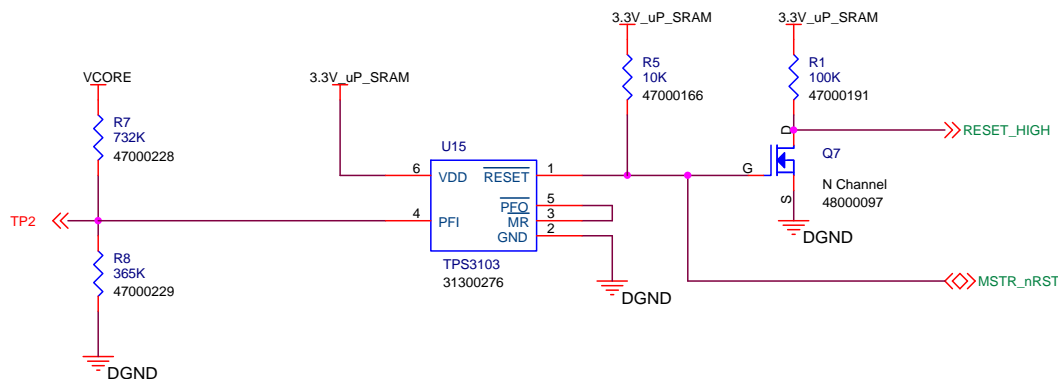 3.3V_uP_SRAM
3.3V_uP_SRAM
VCORE
3.3V_uP_SRAM
R5
10K
47000166
R1
100K
47000191
R7
732K
47000228
D
RESET_HIGH
U15
Q7
6
VDD
RESET
1
G
N Channel
48000097
PFO
5
MR
3
S
TP2
4
PFI
GND
2
DGND
R8
365K
47000229
TPS3103
31300276
DGND
MSTR_nRST
DGND